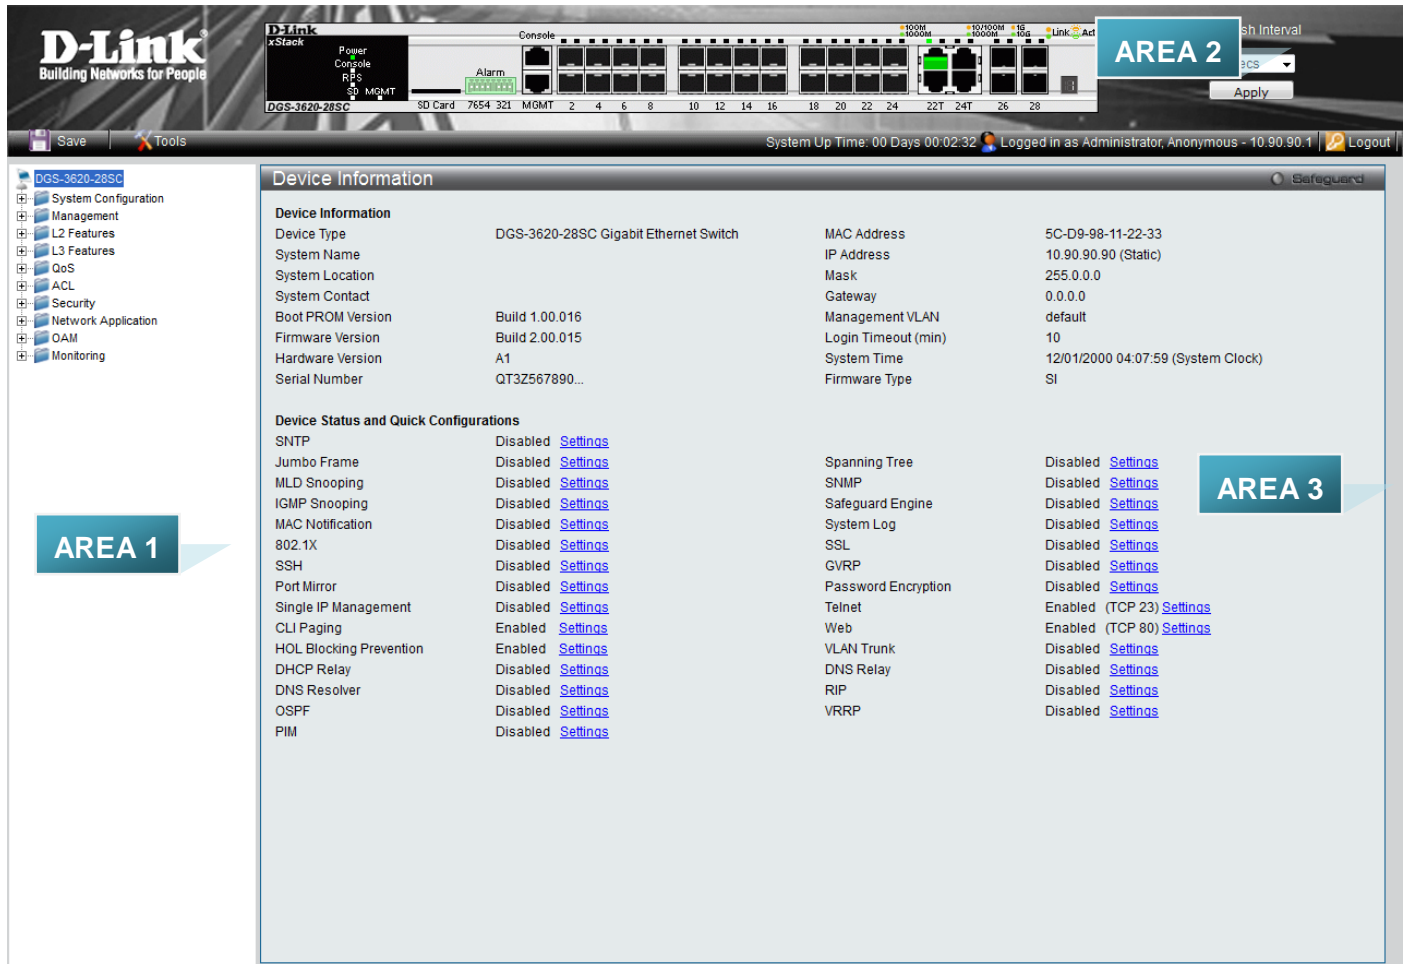 D-Link
Building Networks for People
D-Link
xStack
Power
Console
RPS
SD MGMT
DGS-3620-28SC
SD Card
Alarm
7654 321
Console
MGMT
2 4 6 8 10 12 14 16 18 20 22 24 22T 24T 26 28
100M
1000M
10/100M
1000M
1G
10G
Link
Act
AREA 2
sh Interval
ecs
Apply
Save
Tools
System Up Time: 00 Days 00:02:32
Logged in as Administrator, Anonymous - 10.90.90.1
Logout
DGS-3620-28SC
System Configuration
Management
L2 Features
L3 Features
QoS
ACL
Security
Network Application
OAM
Monitoring
AREA 1
Device Information
Safeguard
Device Information
Device Type DGS-3620-28SC Gigabit Ethernet Switch MAC Address 5C-D9-98-11-22-33
System Name IP Address 10.90.90.90 (Static)
System Location Mask 255.0.0.0
System Contact Gateway 0.0.0.0
Boot PROM Version Build 1.00.016 Management VLAN default
Firmware Version Build 2.00.015 Login Timeout (min) 10
Hardware Version A1 System Time 12/01/2000 04:07:59 (System Clock)
Serial Number QT3Z567890... Firmware Type SI
Device Status and Quick Configurations
SNTP Disabled Settings
Jumbo Frame Disabled Settings Spanning Tree Disabled Settings
MLD Snooping Disabled Settings SNMP Disabled Settings
IGMP Snooping Disabled Settings Safeguard Engine Disabled Settings
MAC Notification Disabled Settings System Log Disabled Settings
802.1X Disabled Settings SSL Disabled Settings
SSH Disabled Settings GVRP Disabled Settings
Port Mirror Disabled Settings Password Encryption Disabled Settings
Single IP Management Disabled Settings Telnet Enabled (TCP 23) Settings
CLI Paging Enabled Settings Web Enabled (TCP 80) Settings
HOL Blocking Prevention Enabled Settings VLAN Trunk Disabled Settings
DHCP Relay Disabled Settings DNS Relay Disabled Settings
DNS Resolver Disabled Settings RIP Disabled Settings
OSPF Disabled Settings VRRP Disabled Settings
PIM Disabled Settings
AREA 3